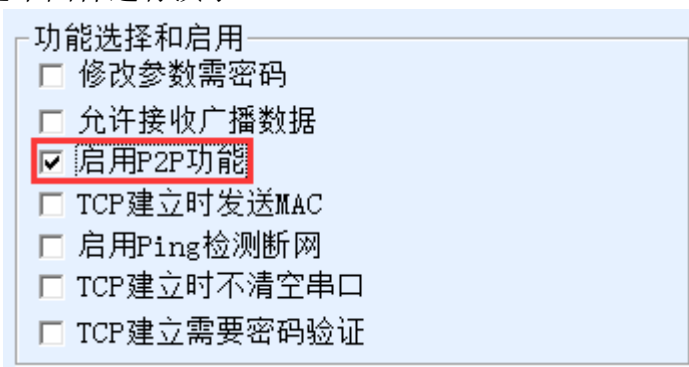 功能选择和启用
修改参数需密码
允许接收广播数据
启用P2P功能
TCP建立时发送MAC
启用Ping检测断网
TCP建立时不清空串口
TCP建立需要密码验证